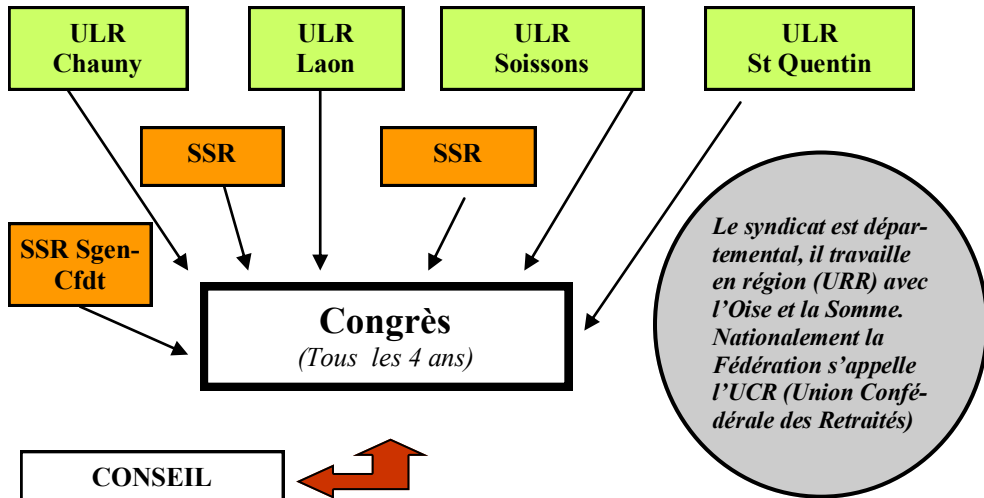 ULR
Chauny
ULR
Laon
ULR
Soissons
ULR
St Quentin
SSR
SSR
SSR Sgen-
Cfdt
Congrès
(Tous les 4 ans)
Le syndicat est dépar-
temental, il travaille
en région (URR) avec
l’Oise et la Somme.
Nationalement la
Fédération s’appelle
l’UCR (Union Confé-
dérale des Retraités)
CONSEIL